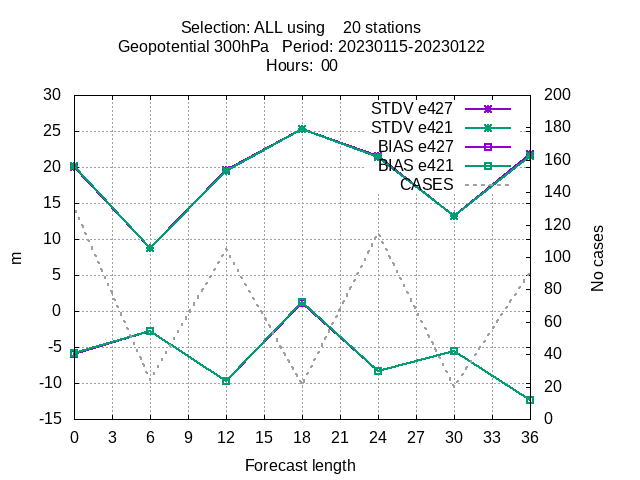 Selection: ALL using    20 stations
Geopotential 300hPa   Period: 20230115-20230122
Hours:  00
30 200
25 180
20 160
15 140
10 120
5 100
0 80
-5 60
-10 40
-15 20
0
m
No cases
STDV e427
STDV e421
BIAS e427
BIAS e421
CASES
0 3 6 9 12 15 18 21 24 27 30 33 36
Forecast length